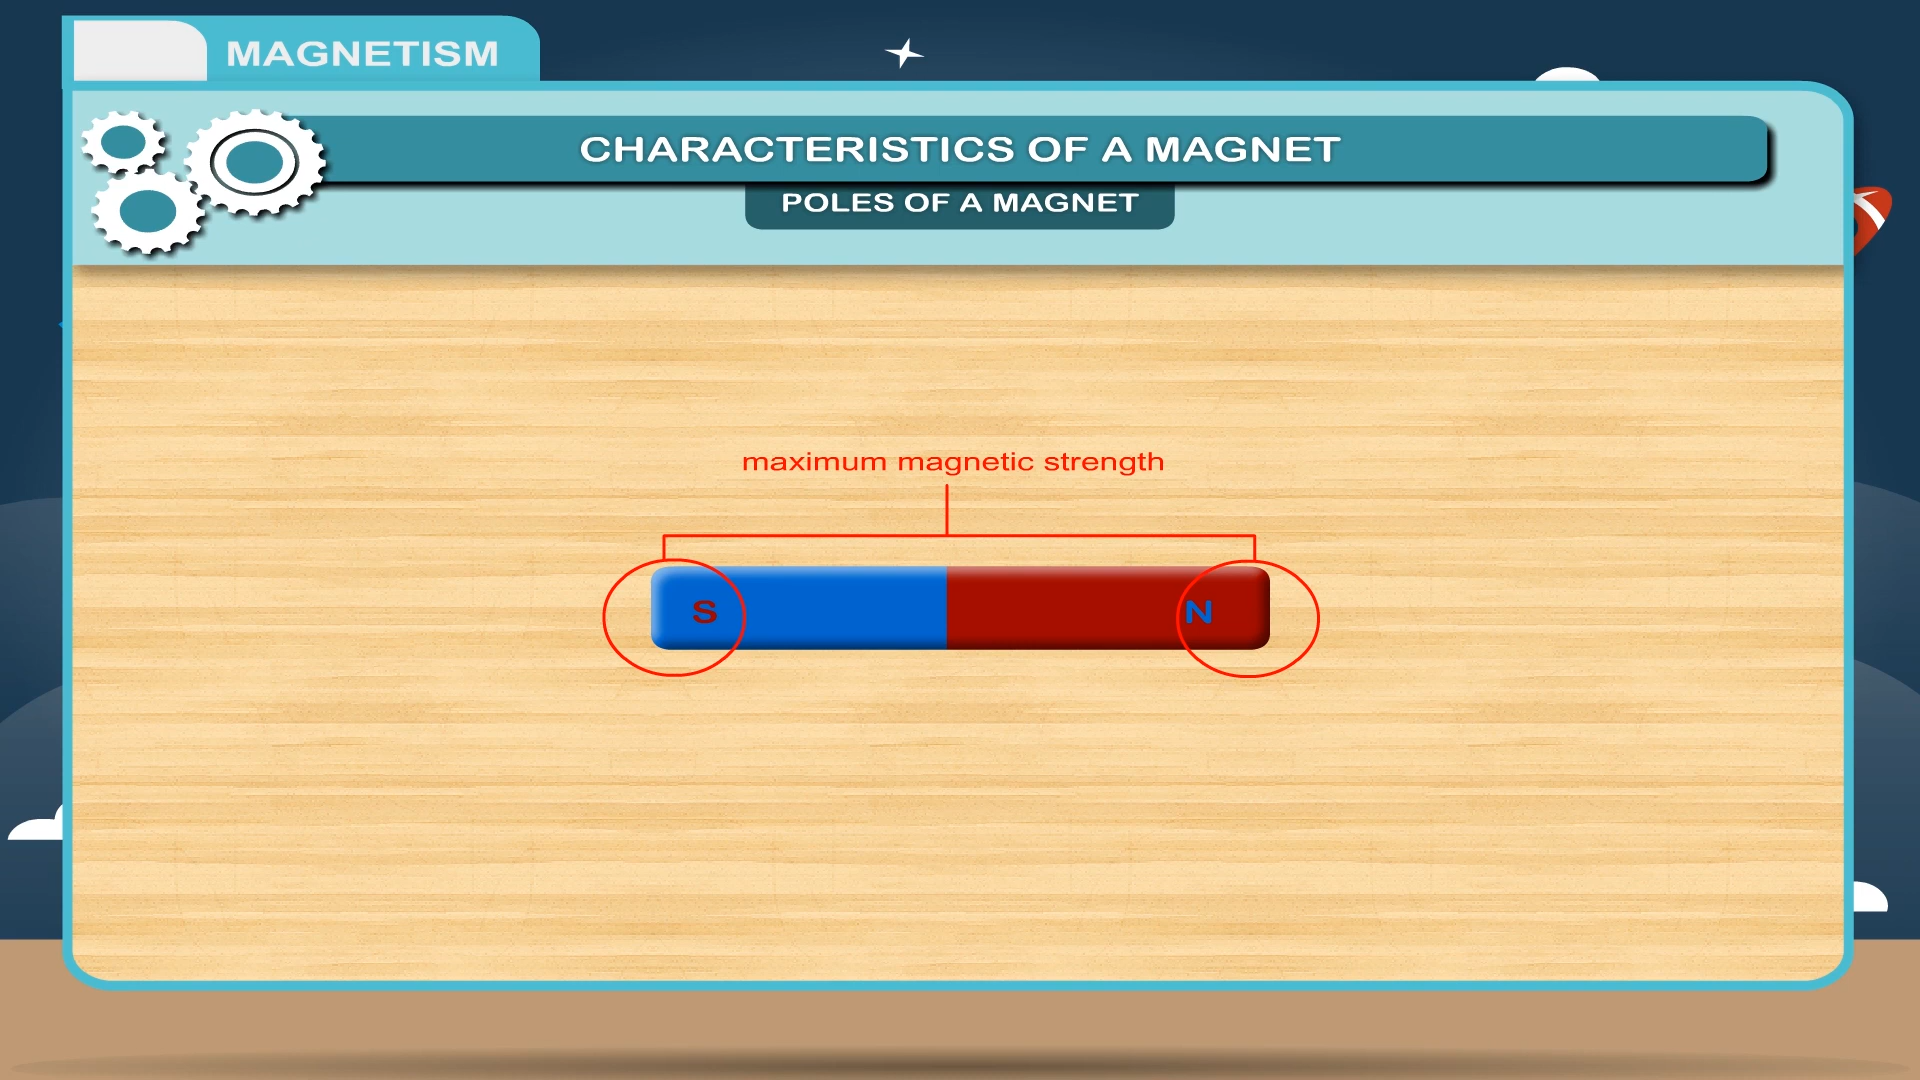 MAGNETISM
CHARACTERISTICS OF A MAGNET
POLES OF A MAGNET
maximum magnetic strength
S N